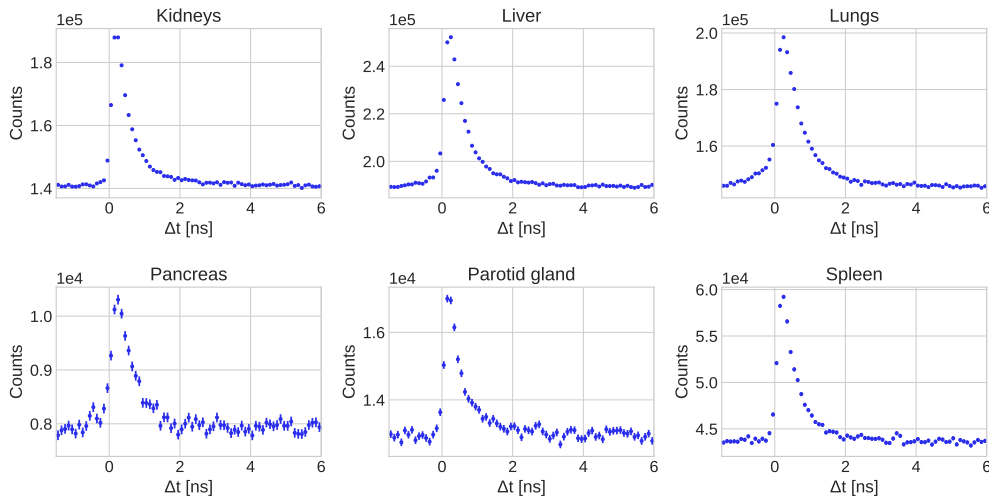 Kidneys
1e5
1.8
1.6
1.4
Counts
0 2 4 6
Δt [ns]
Liver
1e5
2.4
2.2
2.0
Counts
0 2 4 6
Δt [ns]
Lungs
1e5
2.0
1.8
1.6
Counts
0 2 4 6
Δt [ns]
Pancreas
1e4
1.0
0.9
0.8
Counts
0 2 4 6
Δt [ns]
Parotid gland
1e4
1.6
1.4
Counts
0 2 4 6
Δt [ns]
Spleen
1e4
6.0
5.5
5.0
4.5
Counts
0 2 4 6
Δt [ns]